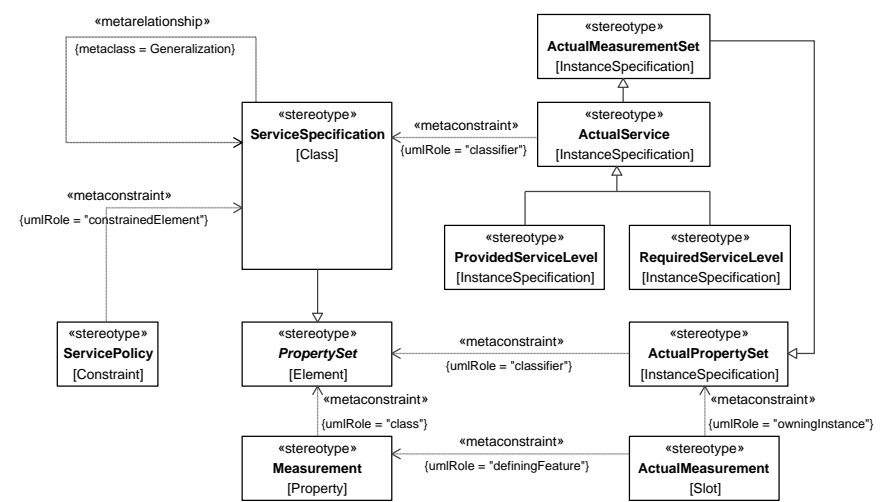 «metarelationship»
{metaclass = Generalization}
«stereotype»
ActualMeasurementSet
[InstanceSpecification]
«stereotype»
ServiceSpecification
[Class]
«metaconstraint»
{umlRole = "classifier"}
«stereotype»
ActualService
[InstanceSpecification]
«metaconstraint»
{umlRole = "constrainedElement"}
«stereotype»
ProvidedServiceLevel
[InstanceSpecification]
«stereotype»
RequiredServiceLevel
[InstanceSpecification]
«stereotype»
ServicePolicy
[Constraint]
«stereotype»
PropertySet
[Element]
«metaconstraint»
{umlRole = "classifier"}
«stereotype»
ActualPropertySet
[InstanceSpecification]
«metaconstraint»
{umlRole = "class"}
«metaconstraint»
{umlRole = "owningInstance"}
«stereotype»
Measurement
[Property]
«metaconstraint»
{umlRole = "definingFeature"}
«stereotype»
ActualMeasurement
[Slot]